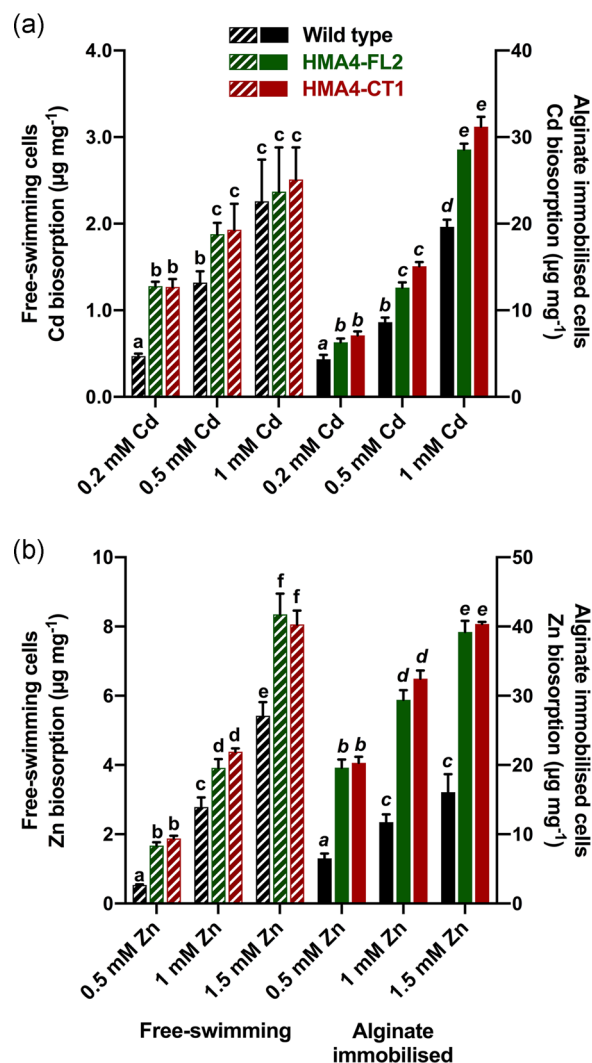 (a)
Wild type
HMA4-FL2
HMA4-CT1
Free-swimming cells
Cd biosorption (µg mg⁻¹)
4.0
3.0
2.0
1.0
0.0
a
b b
b
c
c
c
c
c
a
b
b
b
c
c
d
e
e
40
30
20
10
0
Alginate immobilised cells
Cd biosorption (µg mg⁻¹)
0.2 mM Cd
0.5 mM Cd
1 mM Cd
0.2 mM Cd
0.5 mM Cd
1 mM Cd
(b)
Free-swimming cells
Zn biosorption (µg mg⁻¹)
10
8
6
4
2
0
a
b b
c
d d
e
f f
a
b b
c
d
d
c
e e
50
40
30
20
10
0
Alginate immobilised cells
Zn biosorption (µg mg⁻¹)
0.5 mM Zn
1 mM Zn
1.5 mM Zn
0.5 mM Zn
1 mM Zn
1.5 mM Zn
Free-swimming
Alginate
immobilised